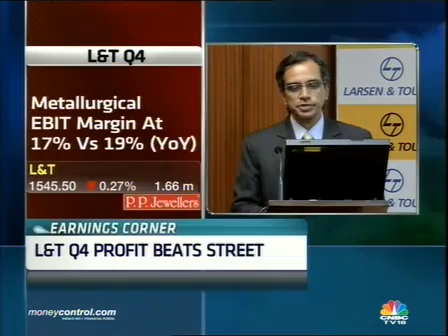 L&T Q4
Metallurgical
EBIT Margin At
17% Vs 19% (YoY)
L&T
1545.50 0.27% 1.66 m
P.P. Jewellers
LARSEN & TOU
EARNINGS CORNER
L&T Q4 PROFIT BEATS STREET
moneycontrol.com
CNBC
TV18